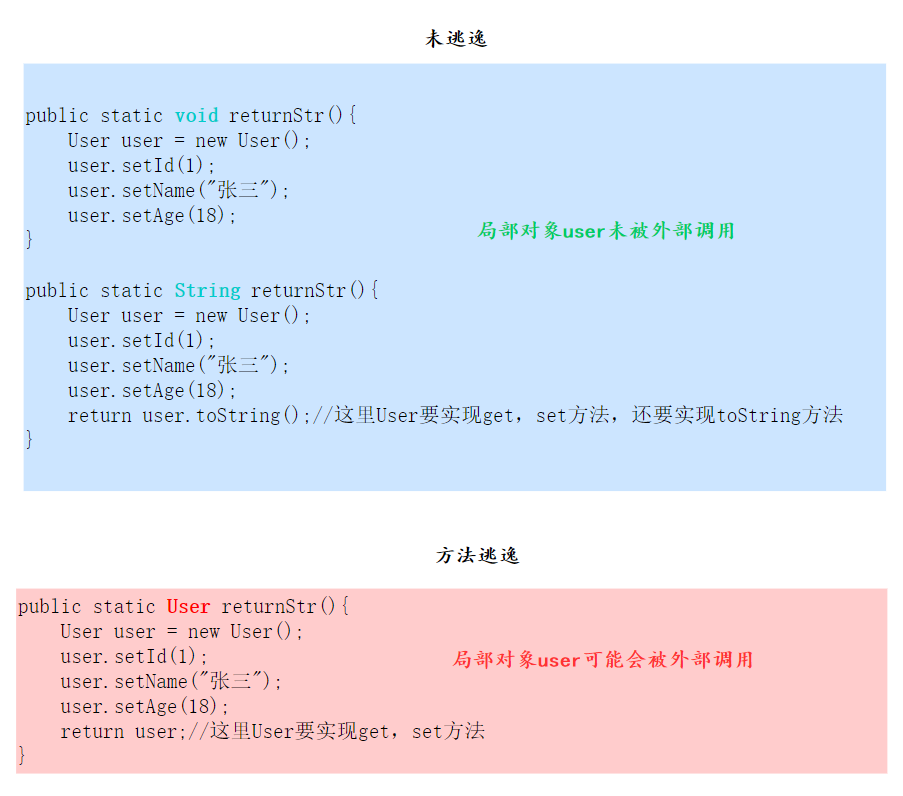 未逃逸
public static void returnStr(){
    User user = new User();
    user.setId(1);
    user.setName("张三");
    user.setAge(18);
}
局部对象user未被外部调用
public static String returnStr(){
    User user = new User();
    user.setId(1);
    user.setName("张三");
    user.setAge(18);
    return user.toString();//这里User要实现get，set方法，还要实现toString方法
}
方法逃逸
public static User returnStr(){
    User user = new User();
    user.setId(1);
    user.setName("张三");
    user.setAge(18);
    return user;//这里User要实现get，set方法
}
局部对象user可能会被外部调用